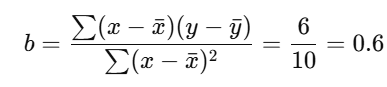 b = ∑(x − x̄)(y − ȳ) / ∑(x − x̄)² = 6 / 10 = 0.6